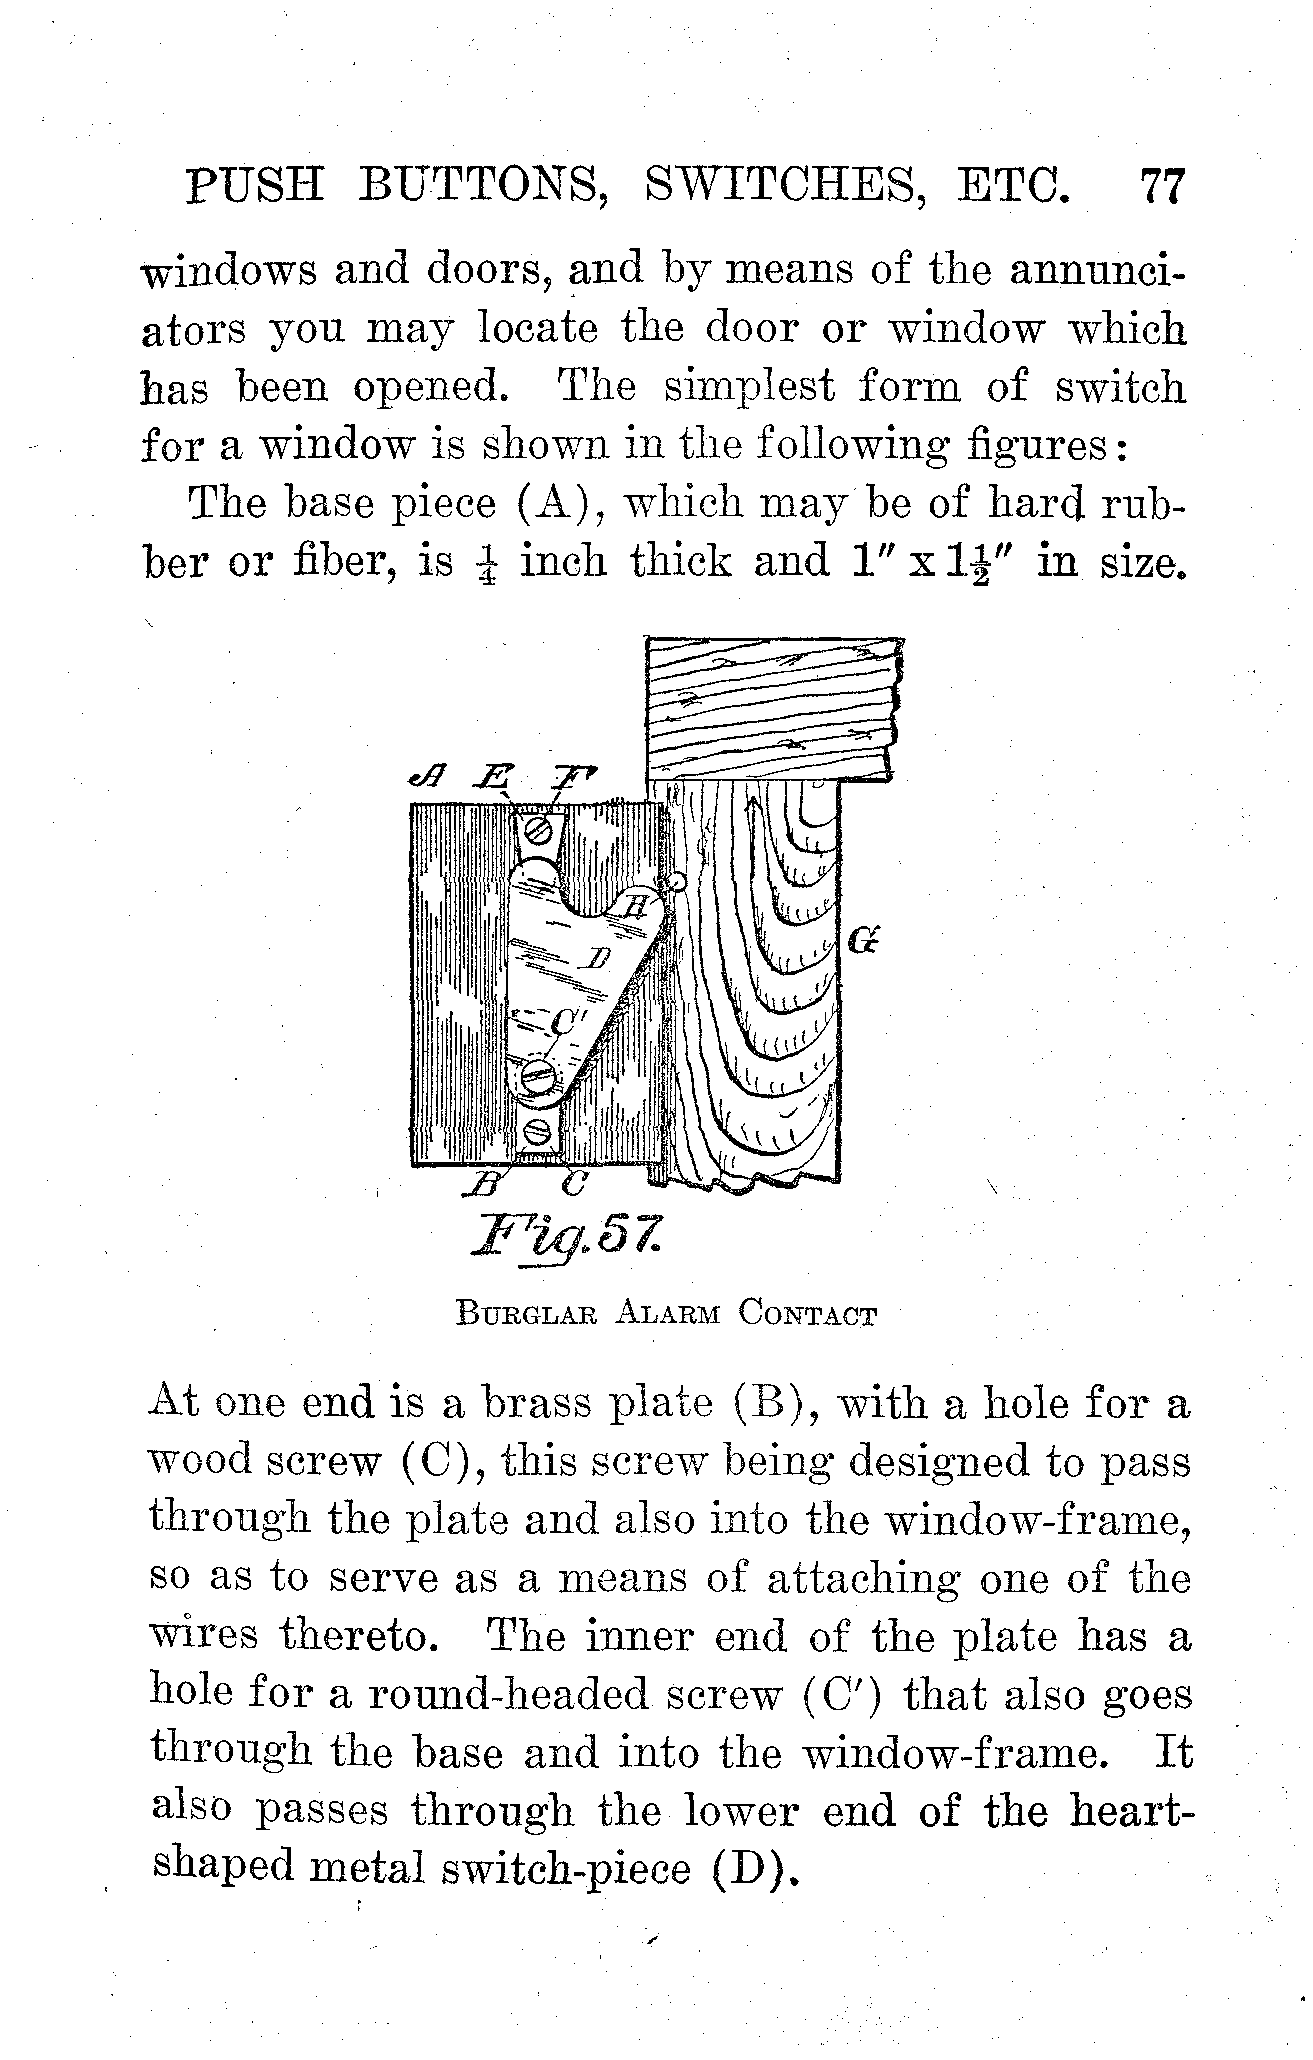 PUSH BUTTONS, SWITCHES, ETC. 77
windows and doors, and by means of the annunci-
ators you may locate the door or window which
has been opened. The simplest form of switch
for a window is shown in the following figures:
The base piece (A), which may be of hard rub-
ber or fiber, is ¼ inch thick and 1" x 1½" in size.
A E F
H
D
G
C'
B C
Fig. 57.
BURGLAR ALARM CONTACT
At one end is a brass plate (B), with a hole for a
wood screw (C), this screw being designed to pass
through the plate and also into the window-frame,
so as to serve as a means of attaching one of the
wires thereto. The inner end of the plate has a
hole for a round-headed screw (C') that also goes
through the base and into the window-frame. It
also passes through the lower end of the heart-
shaped metal switch-piece (D).